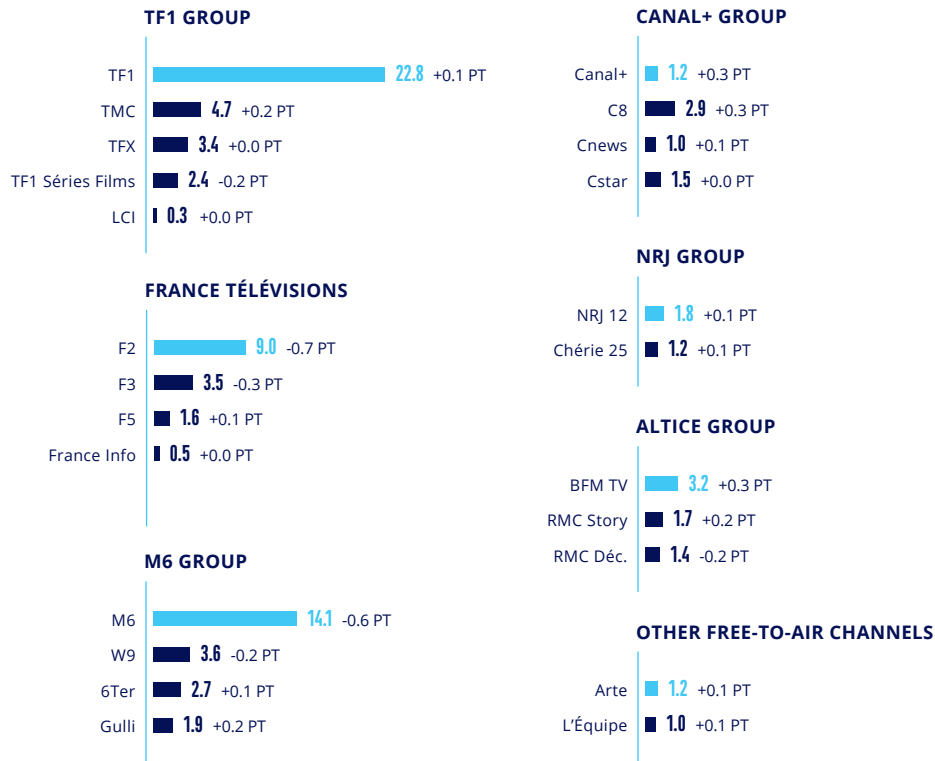 TF1 GROUP
TF1 22.8 +0.1 PT
TMC 4.7 +0.2 PT
TFX 3.4 +0.0 PT
TF1 Séries Films 2.4 -0.2 PT
LCI 0.3 +0.0 PT
FRANCE TÉLÉVISIONS
F2 9.0 -0.7 PT
F3 3.5 -0.3 PT
F5 1.6 +0.1 PT
France Info 0.5 +0.0 PT
M6 GROUP
M6 14.1 -0.6 PT
W9 3.6 -0.2 PT
6Ter 2.7 +0.1 PT
Gulli 1.9 +0.2 PT
CANAL+ GROUP
Canal+ 1.2 +0.3 PT
C8 2.9 +0.3 PT
Cnews 1.0 +0.1 PT
Cstar 1.5 +0.0 PT
NRJ GROUP
NRJ 12 1.8 +0.1 PT
Chérie 25 1.2 +0.1 PT
ALTICE GROUP
BFM TV 3.2 +0.3 PT
RMC Story 1.7 +0.2 PT
RMC Déc. 1.4 -0.2 PT
OTHER FREE-TO-AIR CHANNELS
Arte 1.2 +0.1 PT
L’Équipe 1.0 +0.1 PT